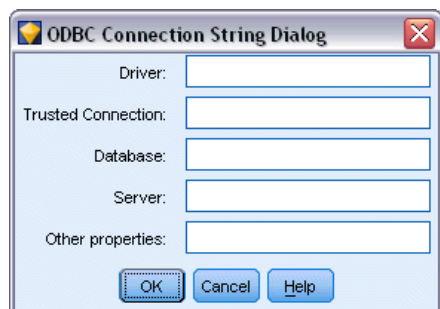 ODBC Connection String Dialog
Driver:
Trusted Connection:
Database:
Server:
Other properties:
OK Cancel Help